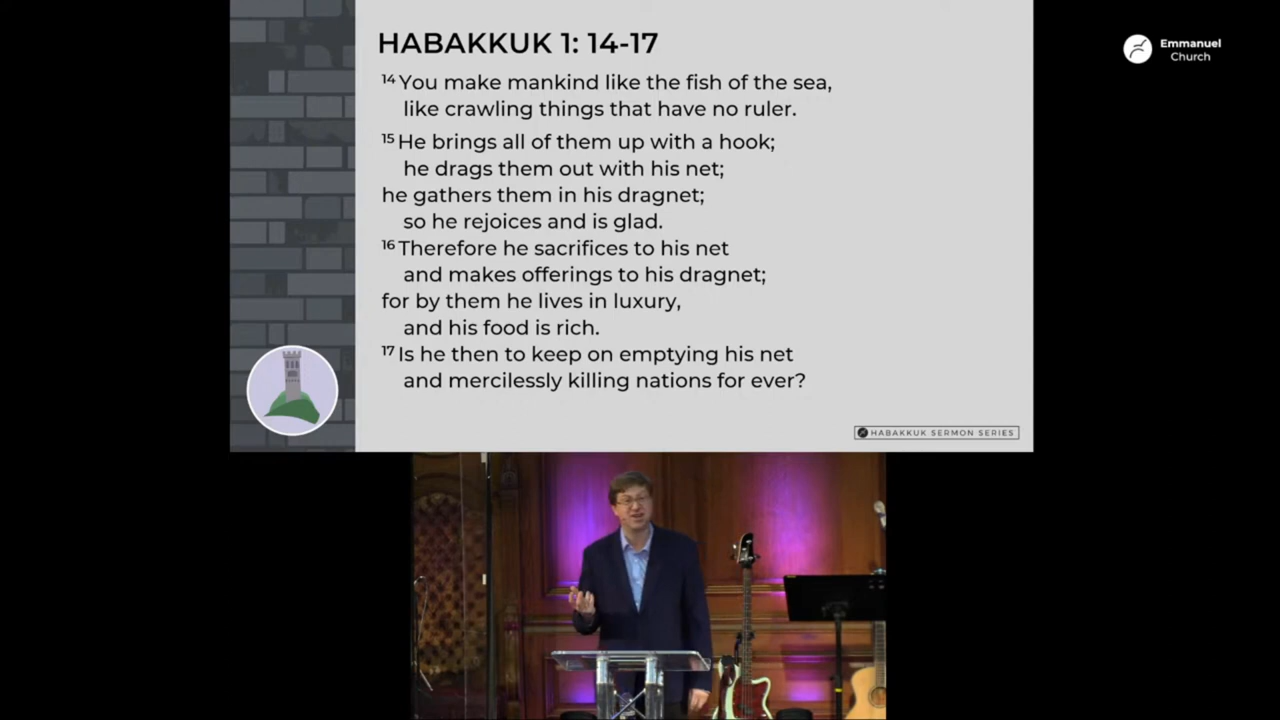 HABAKKUK 1: 14-17
14 You make mankind like the fish of the sea,
like crawling things that have no ruler.
15 He brings all of them up with a hook;
he drags them out with his net;
he gathers them in his dragnet;
so he rejoices and is glad.
16 Therefore he sacrifices to his net
and makes offerings to his dragnet;
for by them he lives in luxury,
and his food is rich.
17 Is he then to keep on emptying his net
and mercilessly killing nations for ever?
HABAKKUK SERMON SERIES
Emmanuel
Church